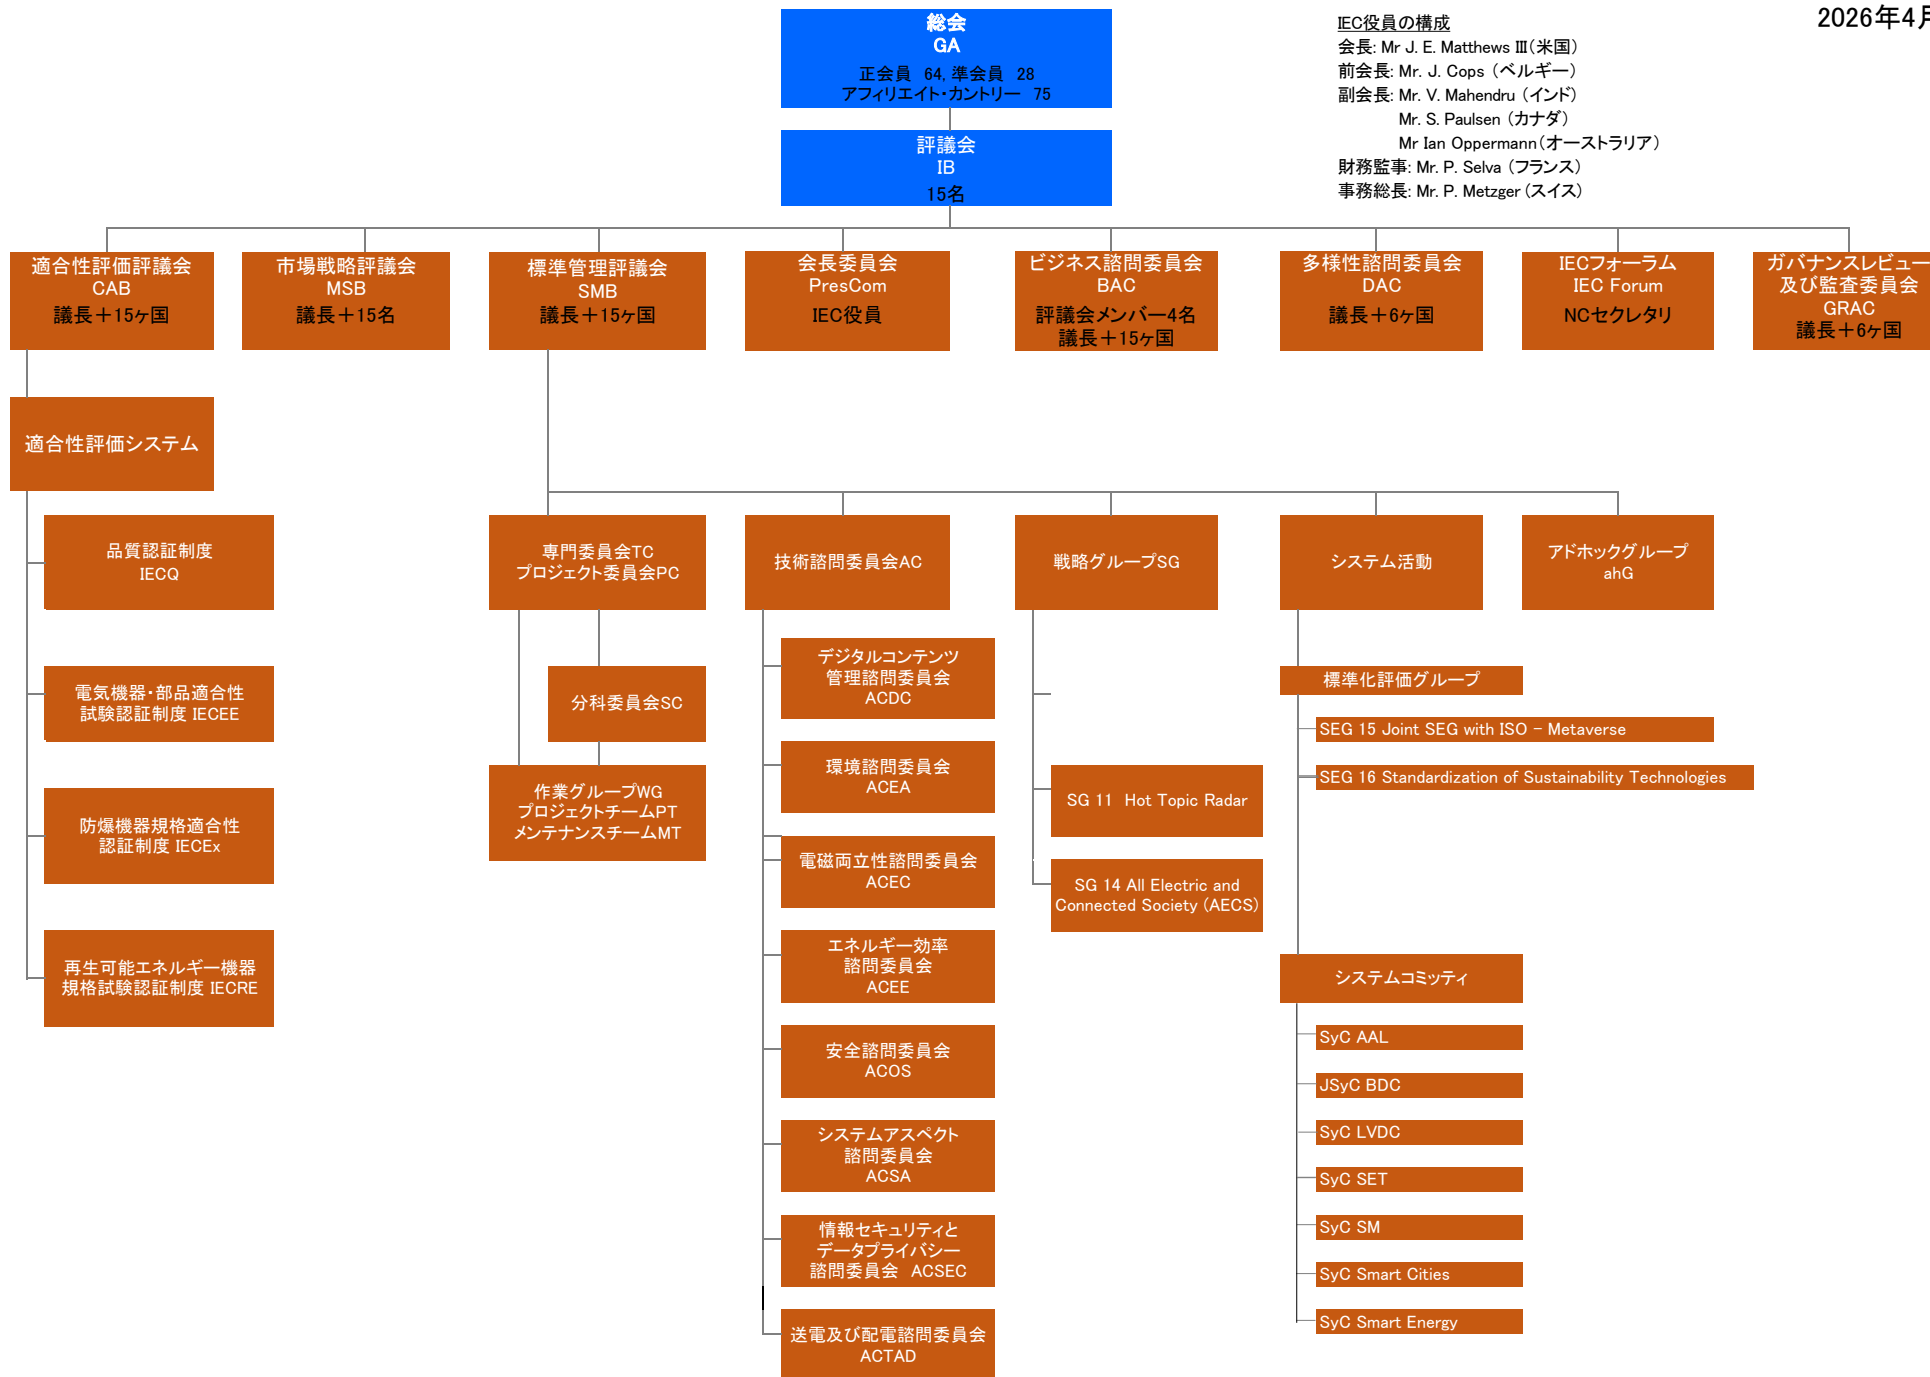 2026年4月
総会
GA
正会員 64, 準会員 28
アフィリエイト・カントリー 75
IEC役員の構成
会長: Mr J. E. Matthews Ⅲ(米国)
前会長: Mr. J. Cops (ベルギー)
副会長: Mr. V. Mahendru (インド)
Mr. S. Paulsen (カナダ)
Mr Ian Oppermann(オーストラリア)
財務監事: Mr. P. Selva (フランス)
事務総長: Mr. P. Metzger (スイス)
評議会
IB
15名
適合性評価評議会
CAB
議長+15ヶ国
市場戦略評議会
MSB
議長+15名
標準管理評議会
SMB
議長+15ヶ国
会長委員会
PresCom
IEC役員
ビジネス諮問委員会
BAC
評議会メンバー4名
議長+15ヶ国
多様性諮問委員会
DAC
議長+6ヶ国
IECフォーラム
IEC Forum
NCセクレタリ
ガバナンスレビュー
及び監査委員会
GRAC
議長+6ヶ国
適合性評価システム
品質認証制度
IECQ
電気機器・部品適合性
試験認証制度 IECEE
防爆機器規格適合性
認証制度 IECEx
再生可能エネルギー機器
規格試験認証制度 IECRE
専門委員会TC
プロジェクト委員会PC
分科委員会SC
作業グループWG
プロジェクトチームPT
メンテナンスチームMT
技術諮問委員会AC
デジタルコンテンツ
管理諮問委員会
ACDC
環境諮問委員会
ACEA
電磁両立性諮問委員会
ACEC
エネルギー効率
諮問委員会
ACEE
安全諮問委員会
ACOS
システムアスペクト
諮問委員会
ACSA
情報セキュリティと
データプライバシー
諮問委員会 ACSEC
送電及び配電諮問委員会
ACTAD
戦略グループSG
SG 11 Hot Topic Radar
SG 14 All Electric and
Connected Society (AECS)
システム活動
標準化評価グループ
SEG 15 Joint SEG with ISO - Metaverse
SEG 16 Standardization of Sustainability Technologies
システムコミッティ
SyC AAL
JSyC BDC
SyC LVDC
SyC SET
SyC SM
SyC Smart Cities
SyC Smart Energy
アドホックグループ
ahG